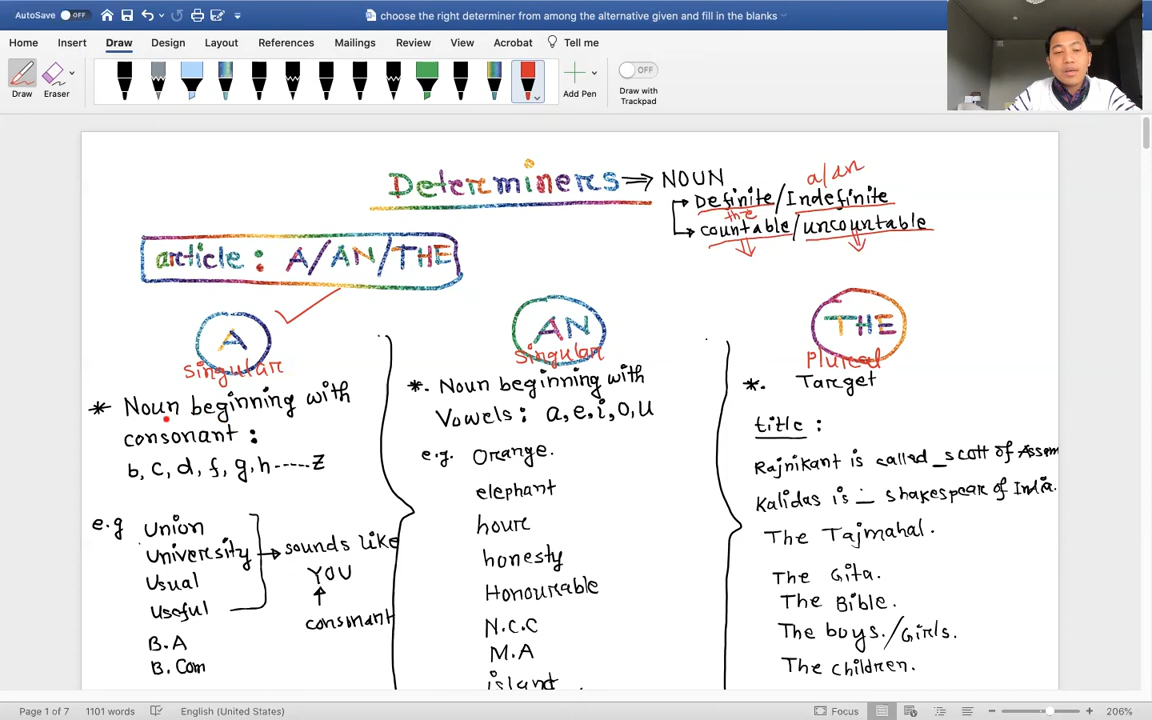 AutoSave OFF
choose the right determiner from among the alternative given and fill in the blanks
Home Insert Draw Design Layout References Mailings Review View Acrobat Tell me
OFF
Draw Eraser Add Pen Draw with Trackpad
Determiners ⇒ NOUN
a/an
Definite/Indefinite
the
countable/uncountable
article: A/AN/THE
A
singular
* Noun beginning with
consonant :
b, c, d, f, g, h-----Z
e.g Union
University → sounds like
Usual YOU
Useful consonant
B.A
B. Com
AN
Singular
*. Noun beginning with
Vowels: a, e, i, o, u
e.g. Orange.
elephant
hour
honesty
Honourable
N.C.C
M.A
island
THE
Plural
*. Target
title :
Rajnikant is called _ scott of Assem
Kalidas is _ shakespear of India.
The Tajmahal.
The Gita.
The Bible.
The boys./Girls.
The children.
Page 1 of 7 1101 words English (United States) Focus 206%